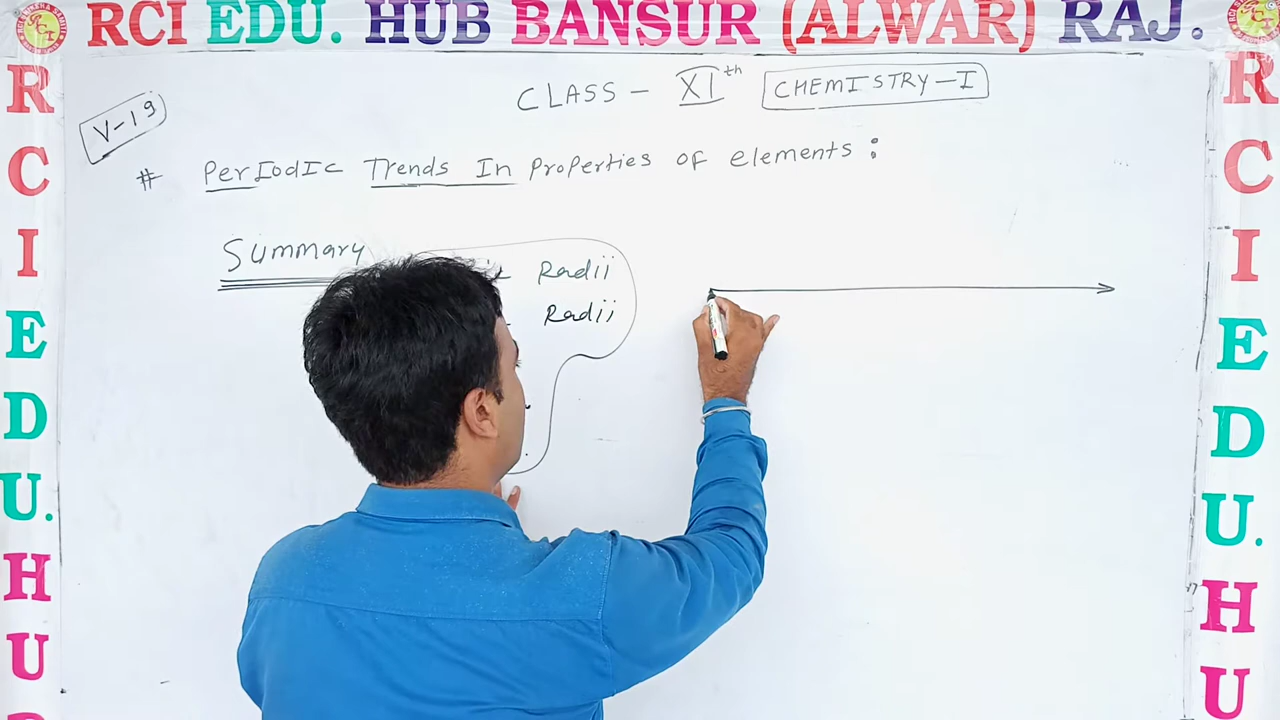 RCI EDU. HUB BANSUR (ALWAR) RAJ.
R
C
I
E
D
U.
H
U
CLASS - XIth CHEMISTRY-I
V-19
# PerIodIc Trends In Properties of elements :
Summary
Radii
Radii
R
C
I
E
D
U.
H
U